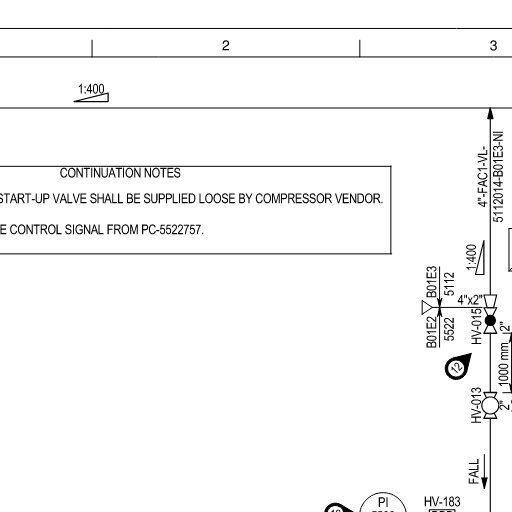 2
3
1:400
CONTINUATION NOTES
START-UP VALVE SHALL BE SUPPLIED LOOSE BY COMPRESSOR VENDOR.
E CONTROL SIGNAL FROM PC-5522757.
4"-FAC1-VL-
5112014-B01E3-NI
1:400
B01E3
5112
4"x2"
B01E2
5522
HV-015
2"
1000 mm
12
HV-013
2"
FALL
PI
HV-183